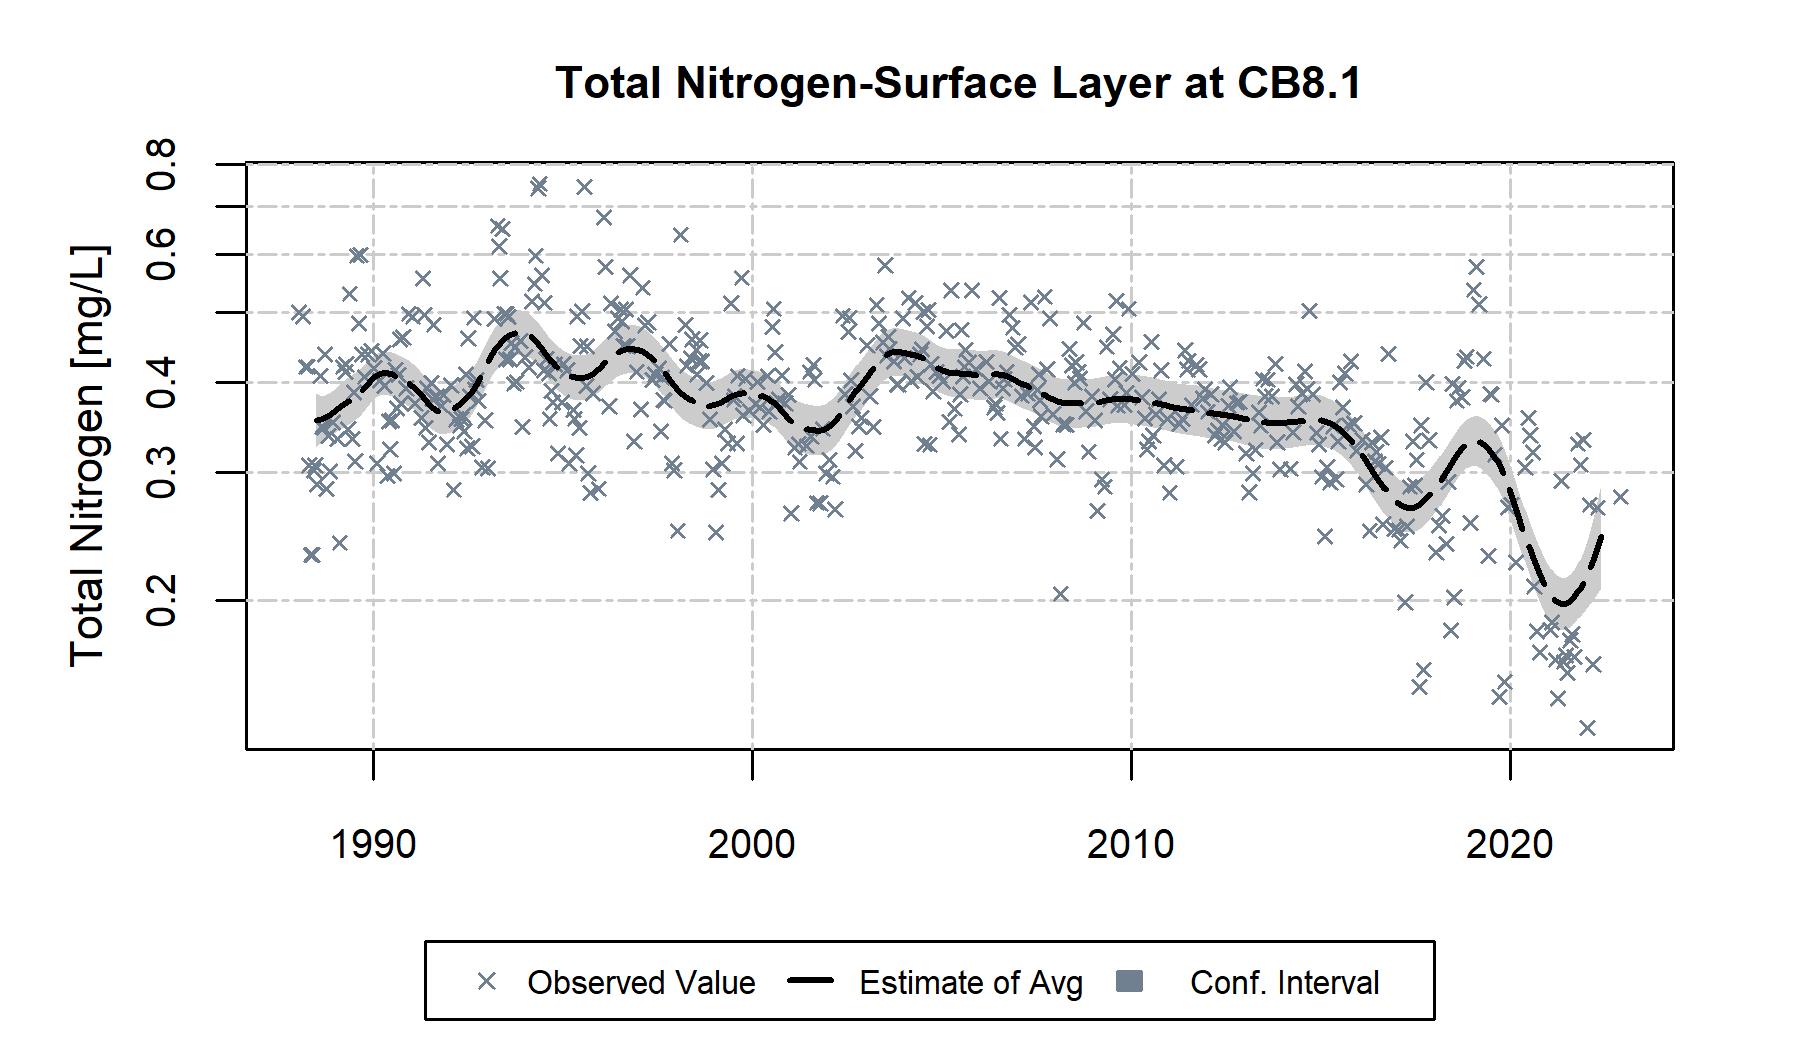 Total Nitrogen-Surface Layer at CB8.1
Total Nitrogen [mg/L]
0.8
0.6
0.4
0.3
0.2
1990 2000 2010 2020
Observed Value Estimate of Avg Conf. Interval